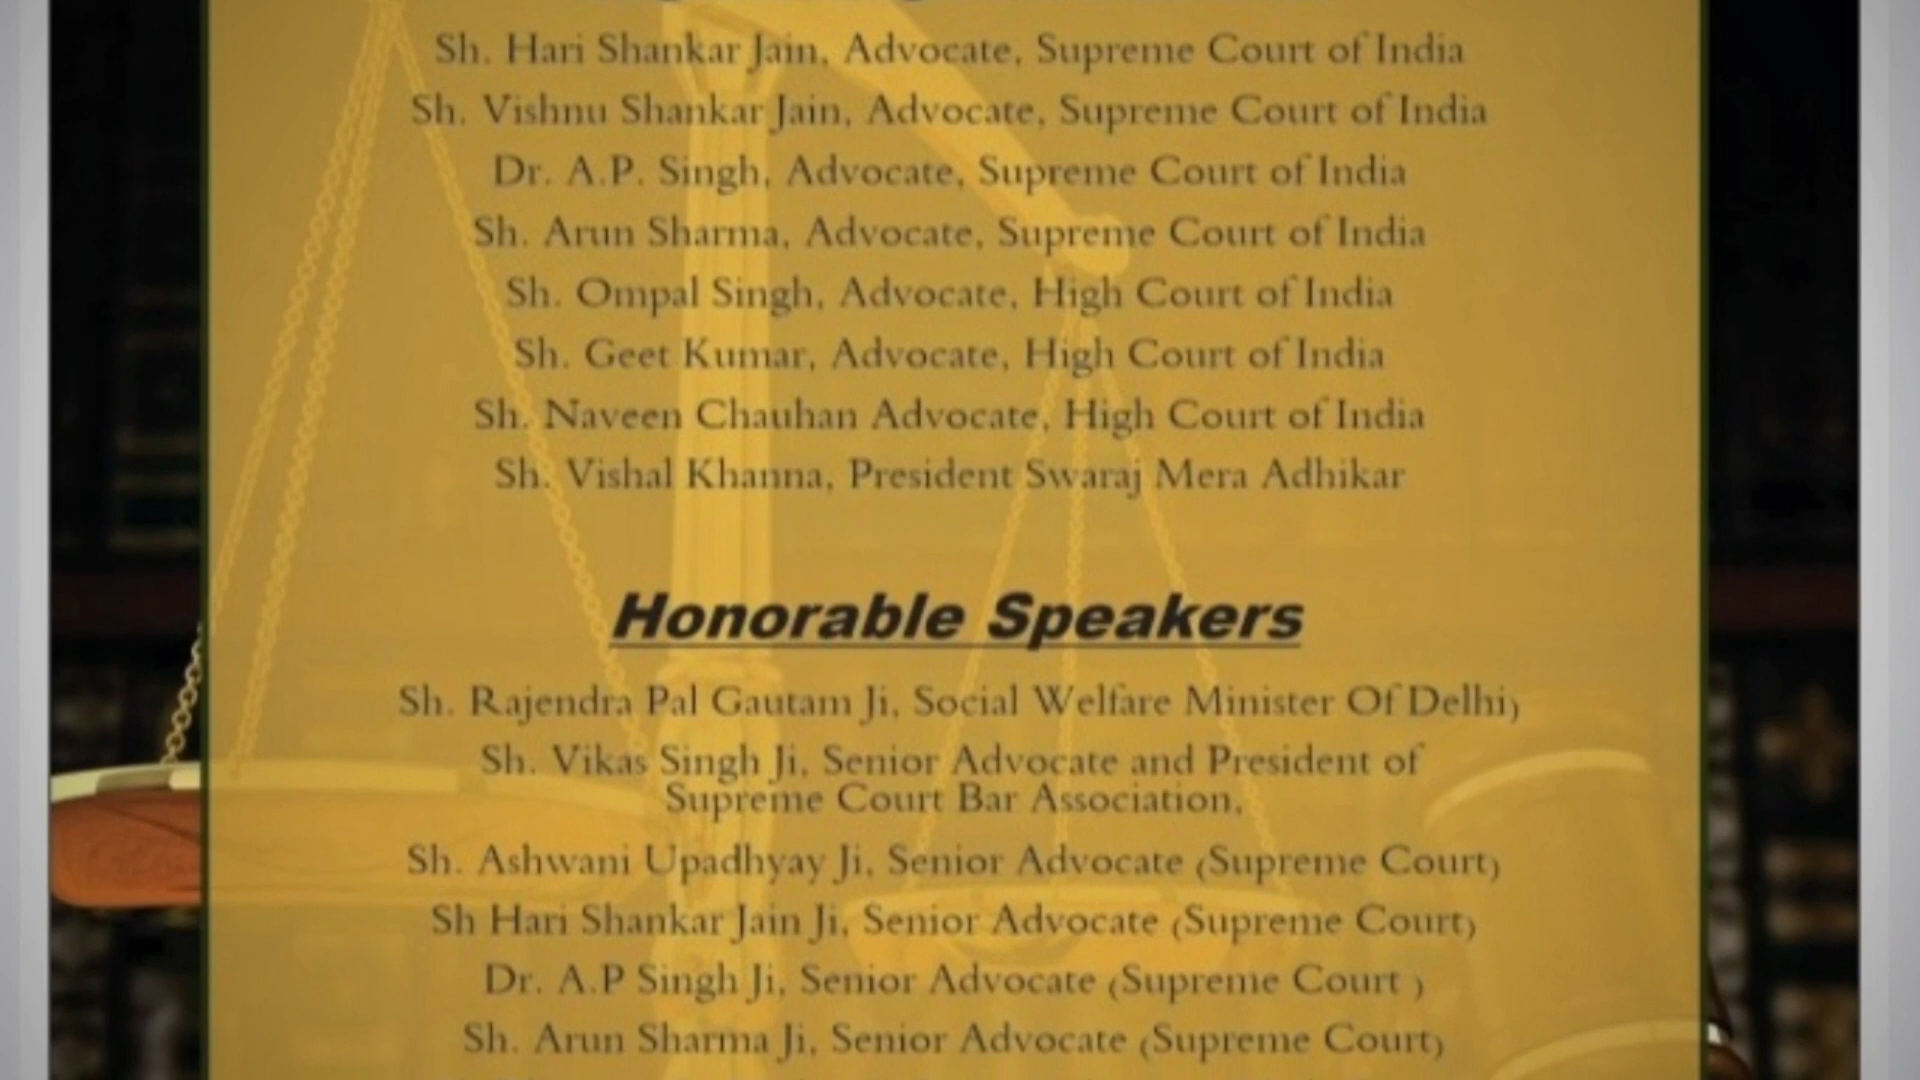 Sh. Hari Shankar Jain, Advocate, Supreme Court of India
Sh. Vishnu Shankar Jain, Advocate, Supreme Court of India
Dr. A.P. Singh, Advocate, Supreme Court of India
Sh. Arun Sharma, Advocate, Supreme Court of India
Sh. Ompal Singh, Advocate, High Court of India
Sh. Geet Kumar, Advocate, High Court of India
Sh. Naveen Chauhan Advocate, High Court of India
Sh. Vishal Khanna, President Swaraj Mera Adhikar
Honorable Speakers
Sh. Rajendra Pal Gautam Ji, Social Welfare Minister Of Delhi)
Sh. Vikas Singh Ji, Senior Advocate and President of
Supreme Court Bar Association,
Sh. Ashwani Upadhyay Ji, Senior Advocate (Supreme Court)
Sh Hari Shankar Jain Ji, Senior Advocate (Supreme Court)
Dr. A.P Singh Ji, Senior Advocate (Supreme Court )
Sh. Arun Sharma Ji, Senior Advocate (Supreme Court)